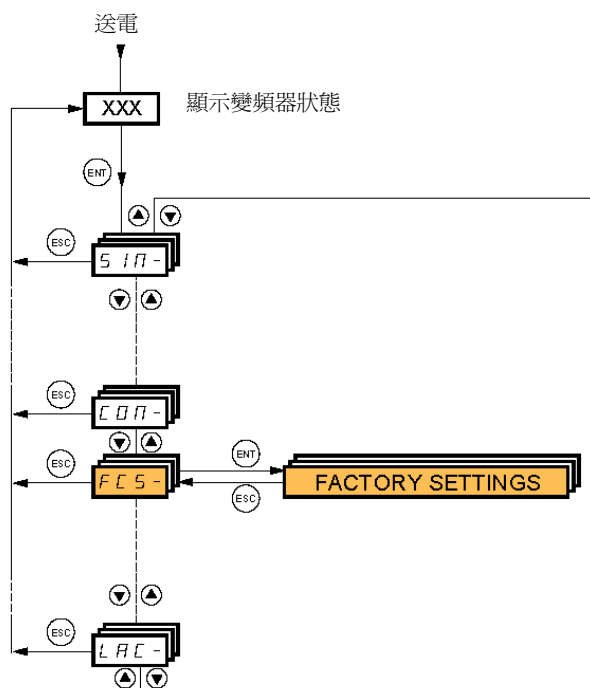 送電
XXX
顯示變頻器狀態
ENT
ESC
SIM-
ESC
COM-
ESC
FCS-
ENT
FACTORY SETTINGS
ESC
ESC
LAC-